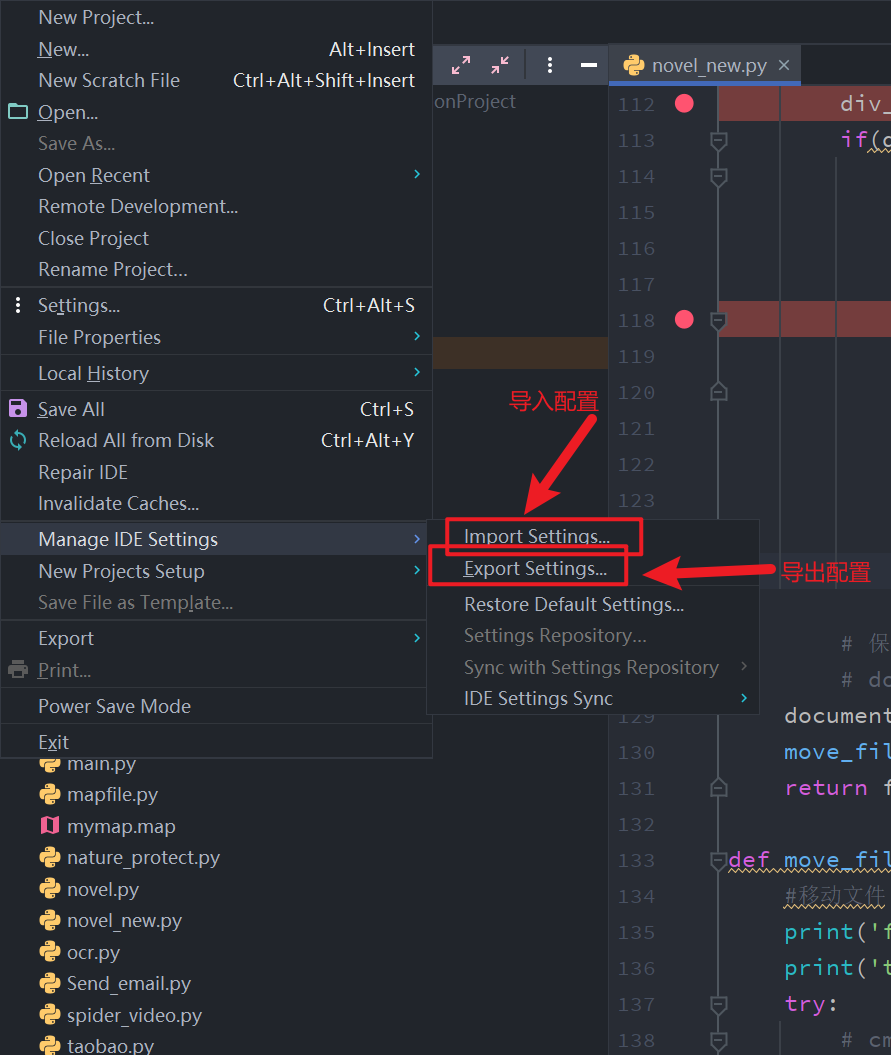 New Project...
New... Alt+Insert
New Scratch File Ctrl+Alt+Shift+Insert
Open...
Save As...
Open Recent
Remote Development...
Close Project
Rename Project...
Settings... Ctrl+Alt+S
File Properties
Local History
Save All Ctrl+S
Reload All from Disk Ctrl+Alt+Y
Repair IDE
Invalidate Caches...
Manage IDE Settings
New Projects Setup
Save File as Template...
Export
Print...
Power Save Mode
Exit
main.py
mapfile.py
mymap.map
nature_protect.py
novel.py
novel_new.py
ocr.py
Send_email.py
spider_video.py
taobao.py
onProject
导入配置
Import Settings...
Export Settings...
导出配置
Restore Default Settings...
Settings Repository...
Sync with Settings Repository
IDE Settings Sync
novel_new.py
112 div_
113 if(
114
115
116
117
118
119
120
121
122
123
# 保
# do
129 document
130 move_fil
131 return f
132
133 def move_fil
134 #移动文件
135 print('f
136 print('t
137 try:
138 # cm